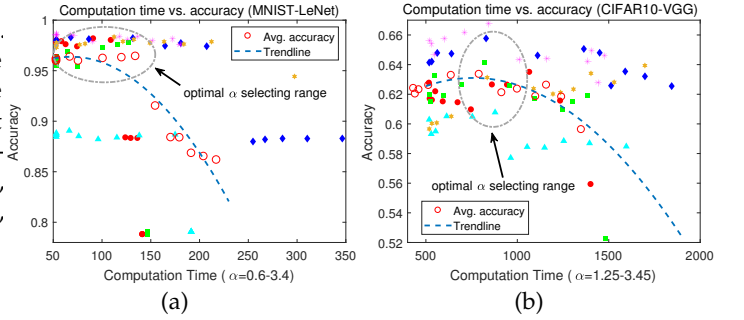 Computation time vs. accuracy (MNIST-LeNet)
1
0.95
0.9
0.85
0.8
Accuracy
Avg. accuracy
Trendline
optimal α selecting range
50 100 150 200 250 300 350
Computation Time ( α=0.6-3.4)
(a)
Computation time vs. accuracy (CIFAR10-VGG)
0.66
0.64
0.62
0.6
0.58
0.56
0.54
0.52
Accuracy
optimal α selecting range
Avg. accuracy
Trendline
500 1000 1500 2000
Computation Time ( α=1.25-3.45)
(b)